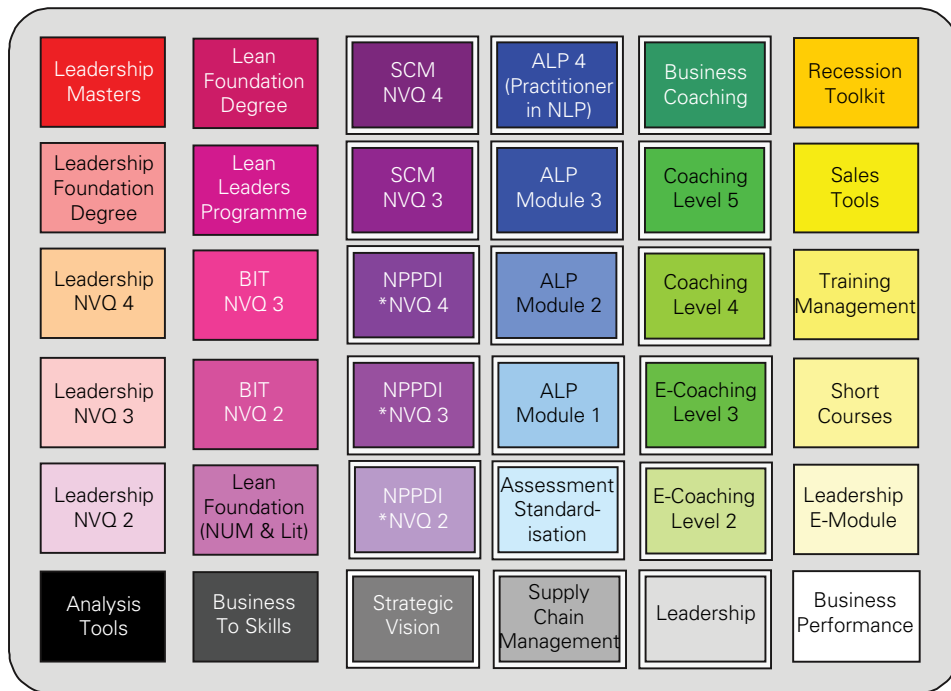 Leadership
Masters
Lean
Foundation
Degree
SCM
NVQ 4
ALP 4
(Practitioner
in NLP)
Business
Coaching
Recession
Toolkit
Leadership
Foundation
Degree
Lean
Leaders
Programme
SCM
NVQ 3
ALP
Module 3
Coaching
Level 5
Sales
Tools
Leadership
NVQ 4
BIT
NVQ 3
NPPDI
*NVQ 4
ALP
Module 2
Coaching
Level 4
Training
Management
Leadership
NVQ 3
BIT
NVQ 2
NPPDI
*NVQ 3
ALP
Module 1
E-Coaching
Level 3
Short
Courses
Leadership
NVQ 2
Lean
Foundation
(NUM & Lit)
NPPDI
*NVQ 2
Assessment
Standard-
isation
E-Coaching
Level 2
Leadership
E-Module
Analysis
Tools
Business
To Skills
Strategic
Vision
Supply
Chain
Management
Leadership
Business
Performance